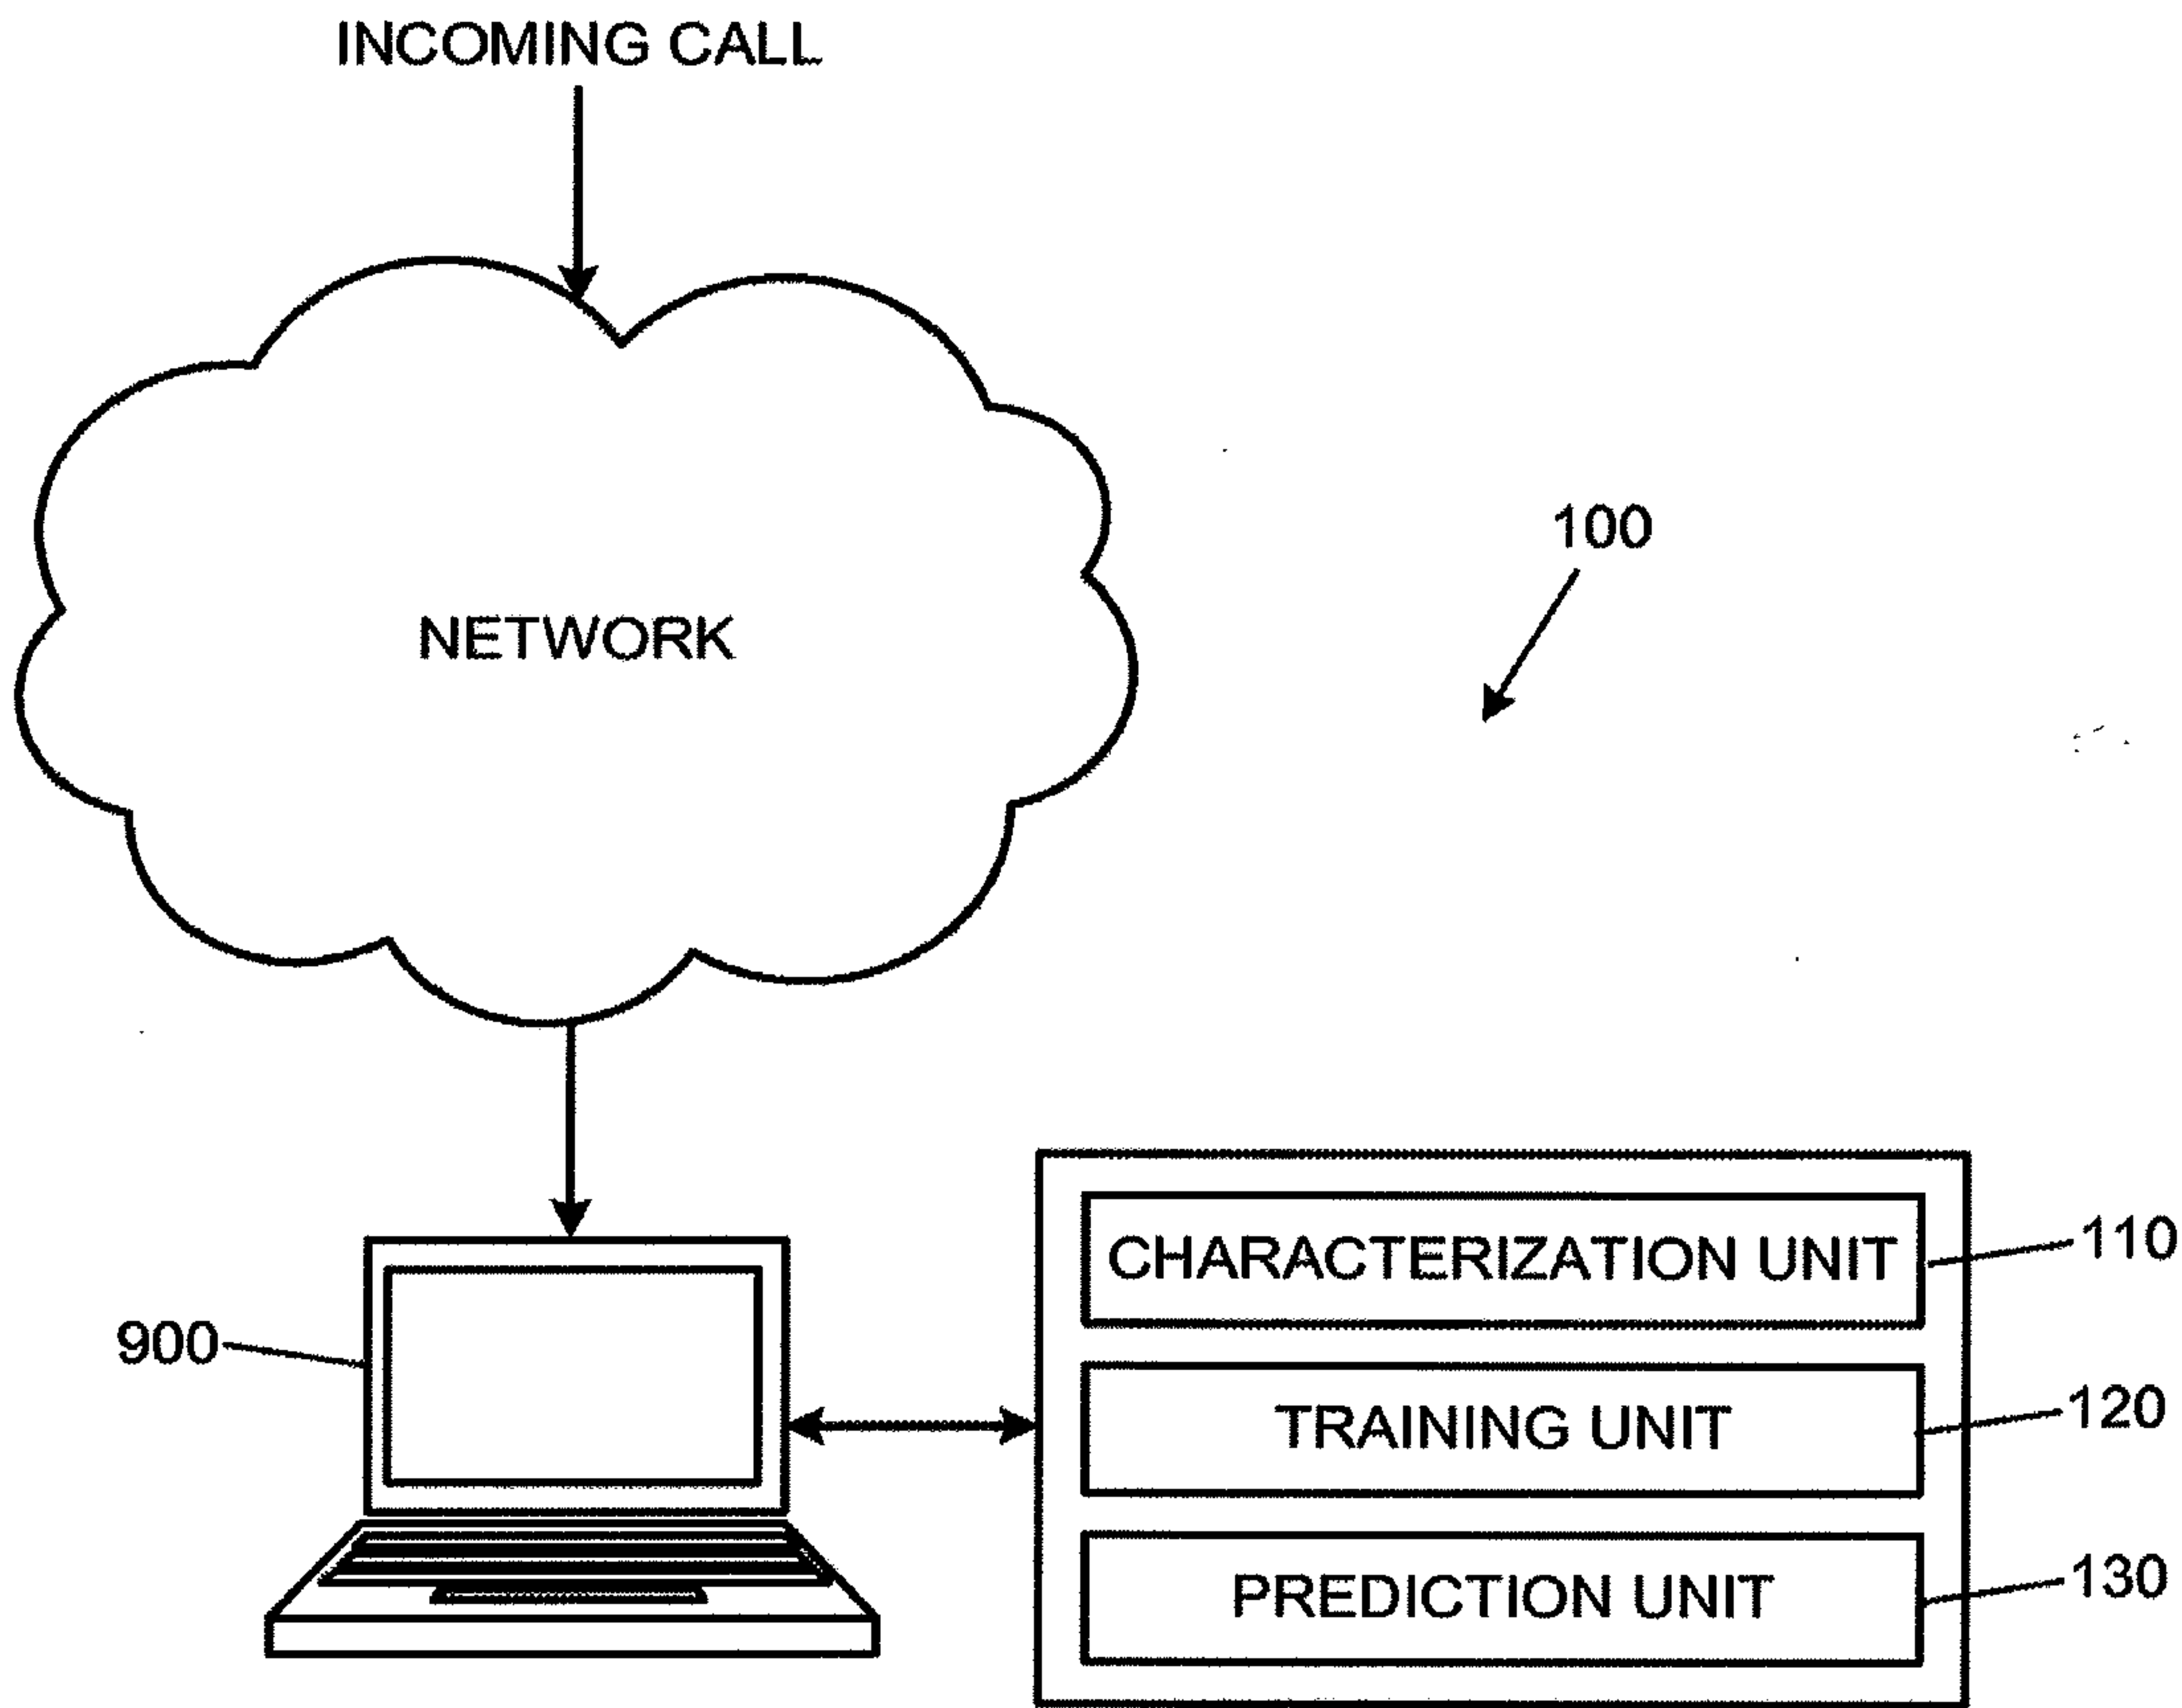 INCOMING CALL
NETWORK
100
CHARACTERIZATION UNIT
110
900
TRAINING UNIT
120
PREDICTION UNIT
130